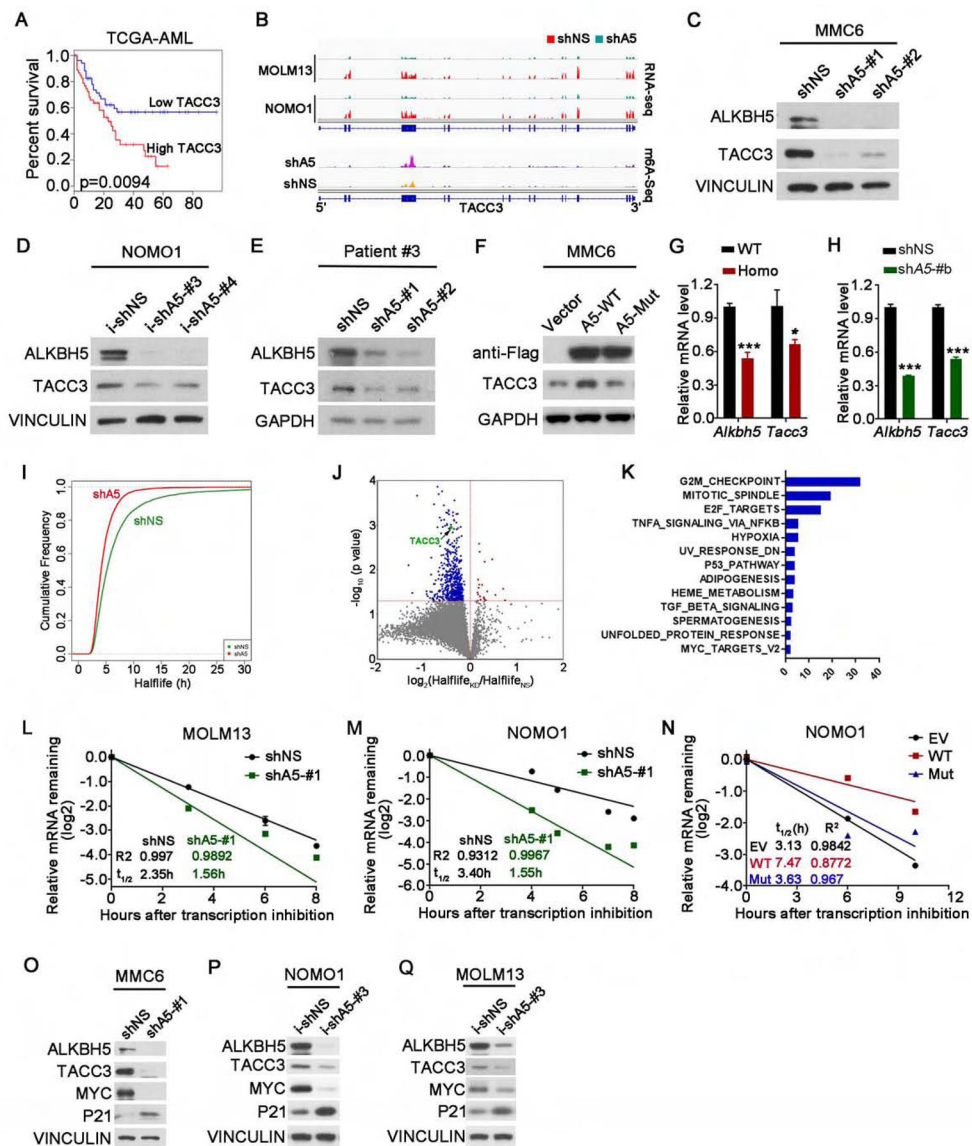 A
TCGA-AML
Percent survival
1.0
0.8
0.6
0.4
0.2
0.0
Low TACC3
High TACC3
p=0.0094
0 20 40 60 80 100
B
shNS shA5
MOLM13
NOMO1
RNA-seq
shA5
shNS
m6A-Seq
5' TACC3 3'
C
MMC6
shNS shA5-#1 shA5-#2
ALKBH5
TACC3
VINCULIN
D
NOMO1
i-shNS i-shA5-#3 i-shA5-#4
ALKBH5
TACC3
VINCULIN
E
Patient #3
shNS shA5-#1 shA5-#2
ALKBH5
TACC3
GAPDH
F
MMC6
Vector A5-WT A5-Mut
anti-Flag
TACC3
GAPDH
G
WT
Homo
Relative mRNA level
1.2
0.9
0.6
0.3
0.0
*** *
Alkbh5 Tacc3
H
shNS
shA5-#b
Relative mRNA level
1.2
0.9
0.6
0.3
0.0
*** ***
Alkbh5 Tacc3
I
Cumulative Frequency
1.0
0.8
0.6
0.4
0.2
0.0
shA5
shNS
shNS
shA5
0 5 10 15 20 25 30
Halflife (h)
J
-log10 (p value)
4
3
2
1
0
TACC3
-2 -1 0 1 2
log2(HalflifeKD/HalflifeNS)
K
G2M_CHECKPOINT
MITOTIC_SPINDLE
E2F_TARGETS
TNFA_SIGNALING_VIA_NFKB
HYPOXIA
UV_RESPONSE_DN
P53_PATHWAY
ADIPOGENESIS
HEME_METABOLISM
TGF_BETA_SIGNALING
SPERMATOGENESIS
UNFOLDED_PROTEIN_RESPONSE
MYC_TARGETS_V2
0 10 20 30 40
L
MOLM13
Relative mRNA remaining
(log2)
0.0
-1.0
-2.0
-3.0
-4.0
-5.0
shNS
shA5-#1
shNS shA5-#1
R2 0.997 0.9892
t1/2 2.35h 1.56h
0 2 4 6 8
Hours after transcription inhibition
M
NOMO1
Relative mRNA remaining
(log2)
0.0
-1.0
-2.0
-3.0
-4.0
-5.0
-6.0
shNS
shA5-#1
shNS shA5-#1
R2 0.9312 0.9967
t1/2 3.40h 1.55h
0 2 4 6 8
Hours after transcription inhibition
N
NOMO1
Relative mRNA remaining
(log2)
0.0
-1.0
-2.0
-3.0
-4.0
EV
WT
Mut
t1/2(h) R²
EV 3.13 0.9842
WT 7.47 0.8772
Mut 3.63 0.967
0 3 6 9 12
Hours after transcription inhibition
O
MMC6
shNS shA5-#1
ALKBH5
TACC3
MYC
P21
VINCULIN
P
NOMO1
i-shNS i-shA5-#3
ALKBH5
TACC3
MYC
P21
VINCULIN
Q
MOLM13
i-shNS i-shA5-#3
ALKBH5
TACC3
MYC
P21
VINCULIN